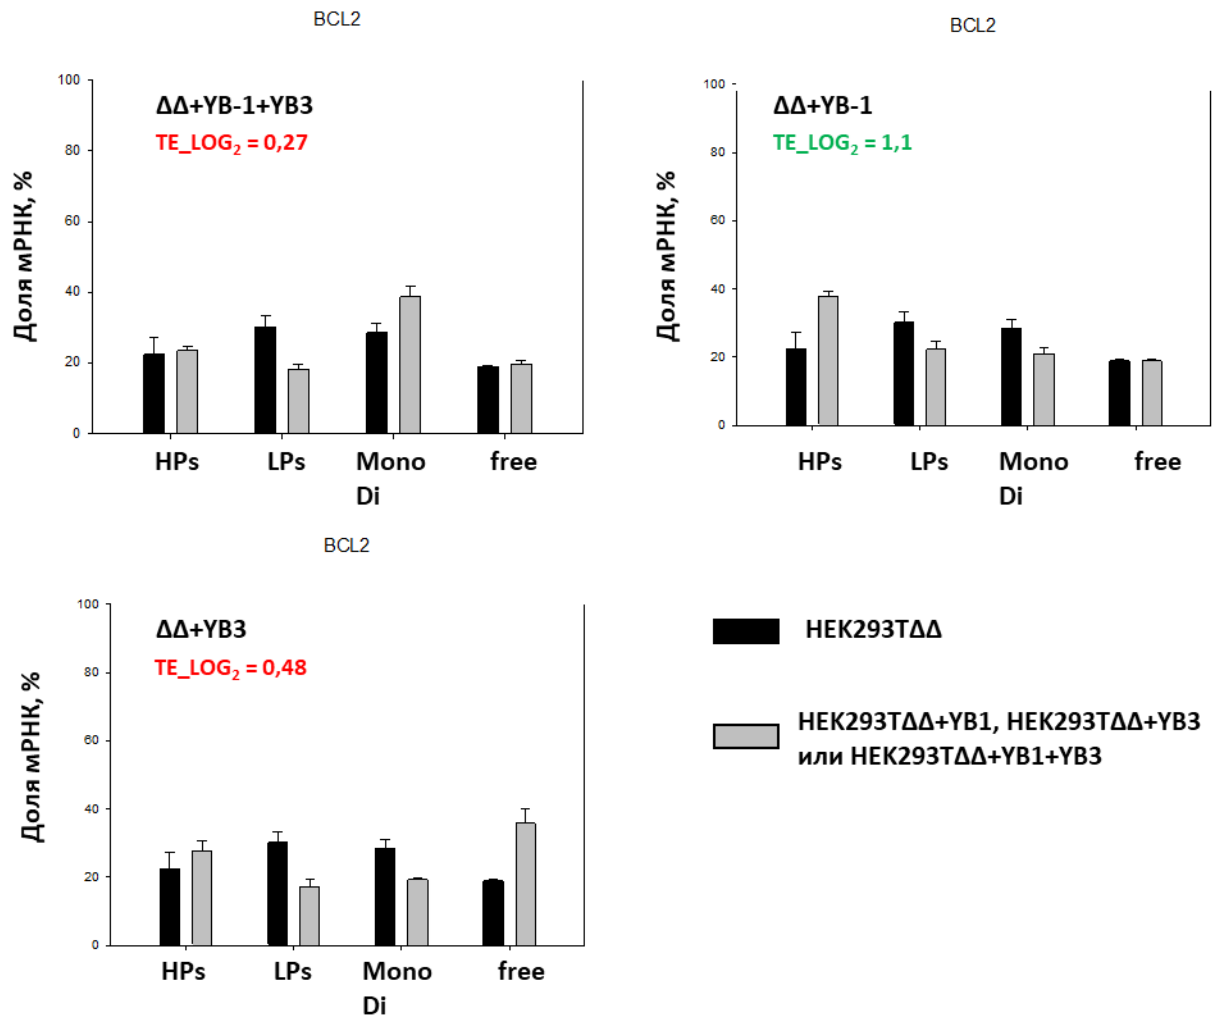 BCL2
ΔΔ+YB-1+YB3
TE_LOG2 = 0,27
Доля мРНК, %
100
80
60
40
20
0
HPs LPs Mono free
Di
BCL2
ΔΔ+YB-1
TE_LOG2 = 1,1
Доля мРНК, %
100
80
60
40
20
0
HPs LPs Mono free
Di
BCL2
ΔΔ+YB3
TE_LOG2 = 0,48
Доля мРНК, %
100
80
60
40
20
0
HPs LPs Mono free
Di
HEK293TΔΔ
HEK293TΔΔ+YB1, HEK293TΔΔ+YB3
или HEK293TΔΔ+YB1+YB3